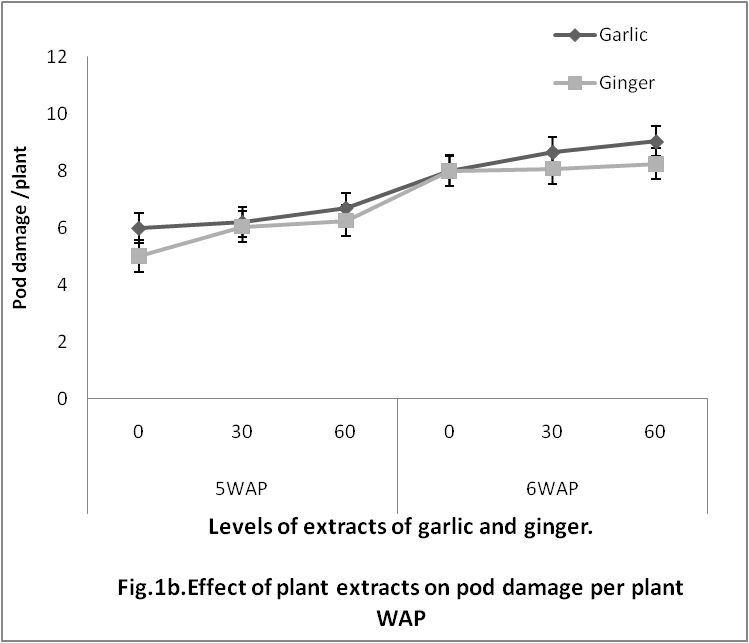 Garlic
Ginger
12
10
8
6
4
2
0
Pod damage /plant
0 30 60 0 30 60
5WAP 6WAP
Levels of extracts of garlic and ginger.
Fig.1b.Effect of plant extracts on pod damage per plant
WAP